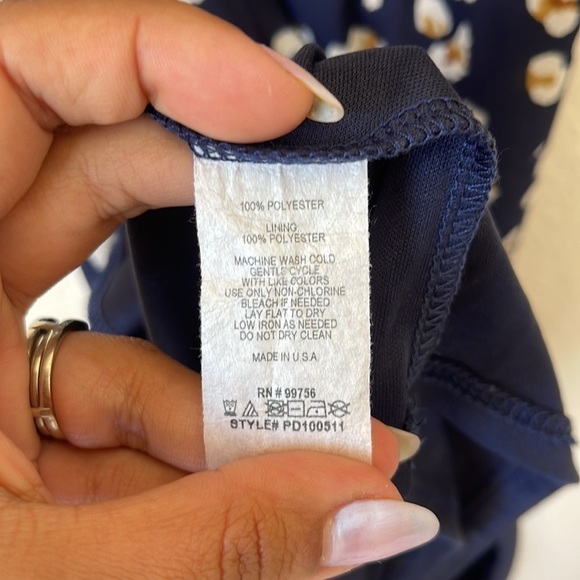 100% POLYESTER
LINING
100% POLYESTER
MACHINE WASH COLD
GENTLE CYCLE
WITH LIKE COLORS
USE ONLY NON-CHLORINE
BLEACH IF NEEDED
LAY FLAT TO DRY
LOW IRON AS NEEDED
DO NOT DRY CLEAN
MADE IN U.S.A
RN # 99756
STYLE# PD100511